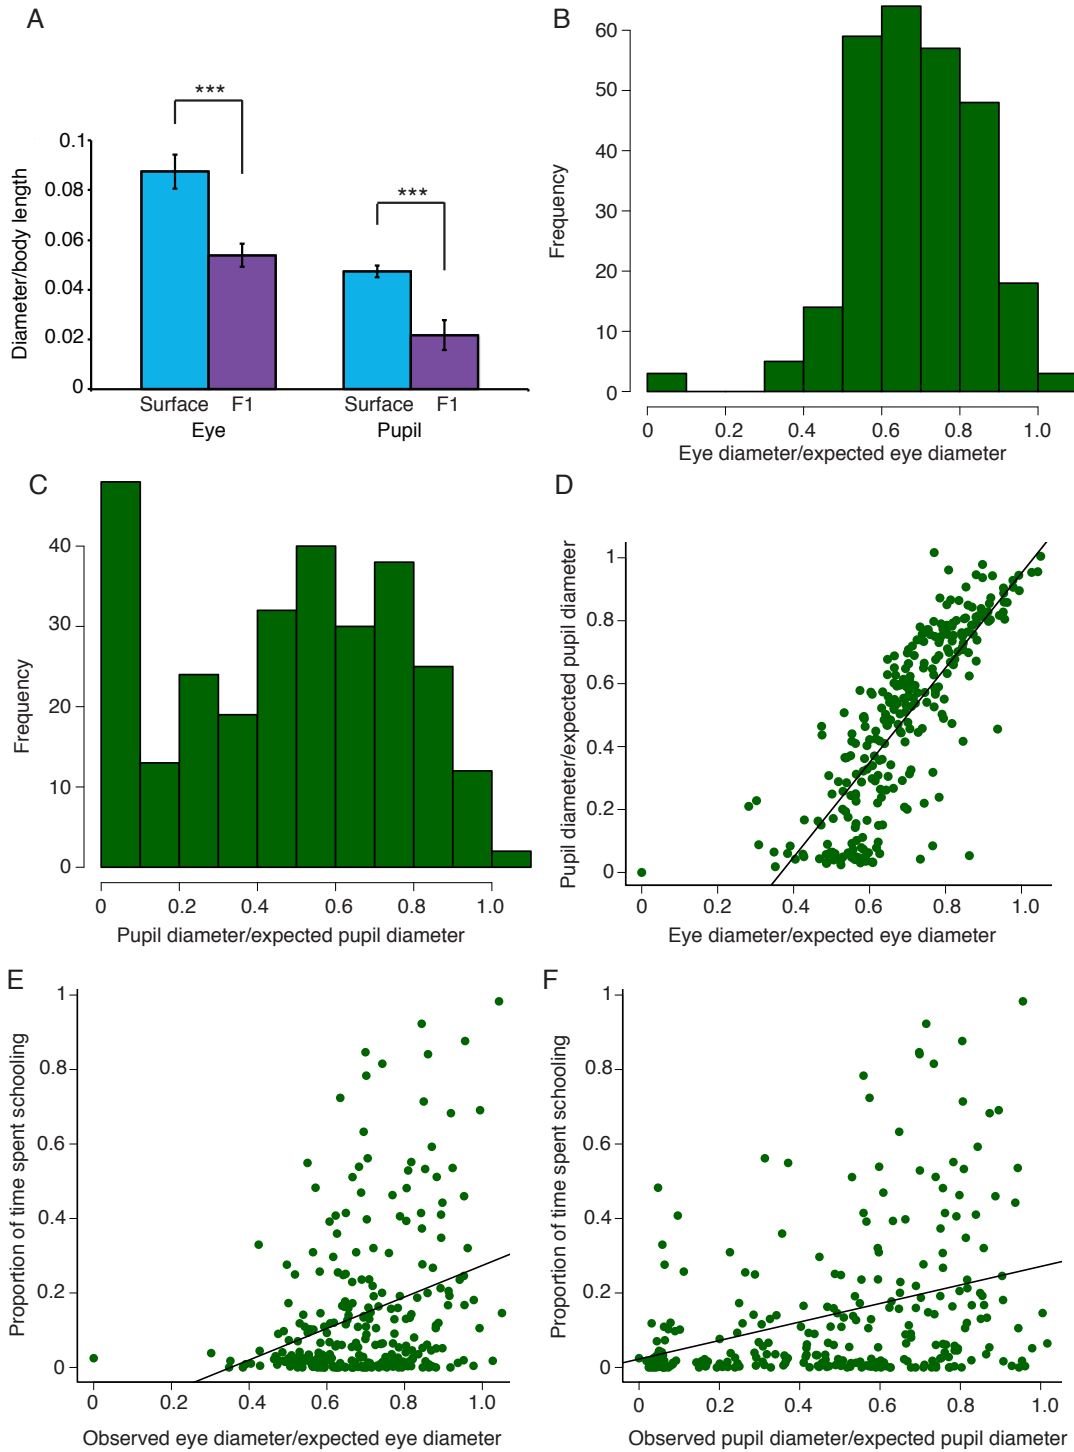 A
***
***
0.1
0.08
0.06
0.04
0.02
0
Diameter/body length
Surface F1 Surface F1
Eye Pupil
B
60
50
40
30
20
10
0
Frequency
0 0.2 0.4 0.6 0.8 1.0
Eye diameter/expected eye diameter
C
40
30
20
10
0
Frequency
0 0.2 0.4 0.6 0.8 1.0
Pupil diameter/expected pupil diameter
D
1
0.8
0.6
0.4
0.2
0
Pupil diameter/expected pupil diameter
0 0.2 0.4 0.6 0.8 1.0
Eye diameter/expected eye diameter
E
1
0.8
0.6
0.4
0.2
0
Proportion of time spent schooling
0 0.2 0.4 0.6 0.8 1.0
Observed eye diameter/expected eye diameter
F
1
0.8
0.6
0.4
0.2
0
Proportion of time spent schooling
0 0.2 0.4 0.6 0.8 1.0
Observed pupil diameter/expected pupil diameter